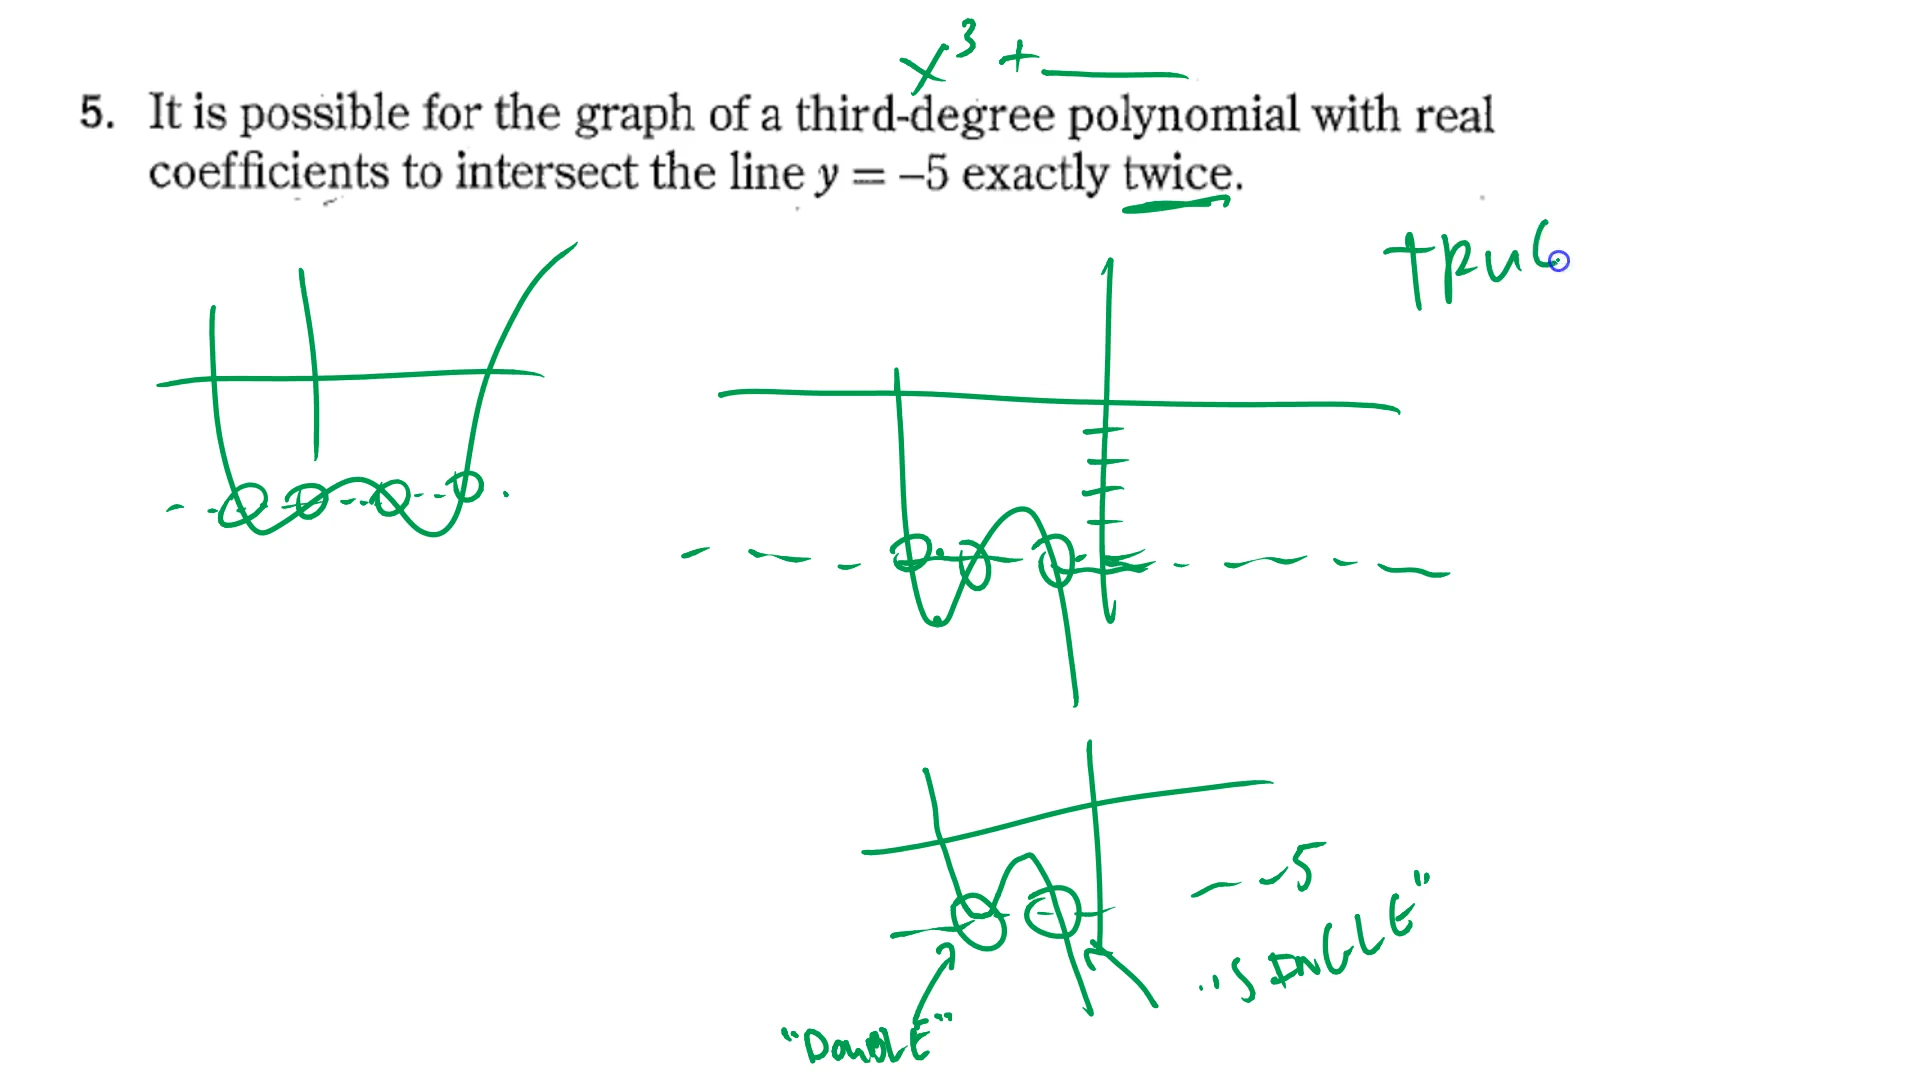 x³ + ____
5. It is possible for the graph of a third-degree polynomial with real
coefficients to intersect the line y = –5 exactly twice.
TRUE
-5
"SINGLE"
"DOUBLE"